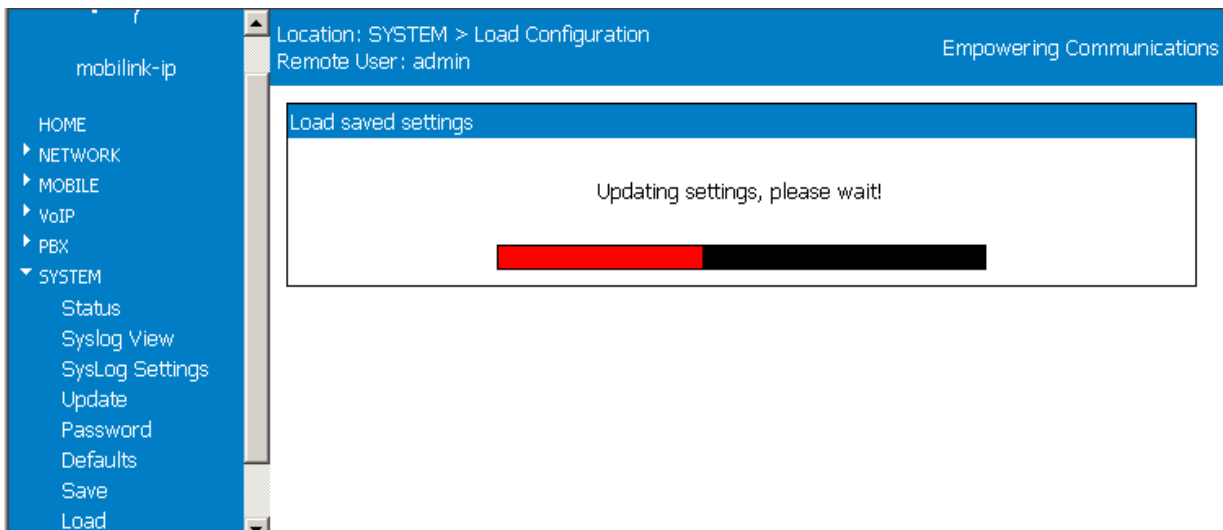 mobilink-ip
HOME
NETWORK
MOBILE
VoIP
PBX
SYSTEM
Status
Syslog View
SysLog Settings
Update
Password
Defaults
Save
Load
Location: SYSTEM > Load Configuration
Remote User: admin
Empowering Communications
Load saved settings
Updating settings, please wait!